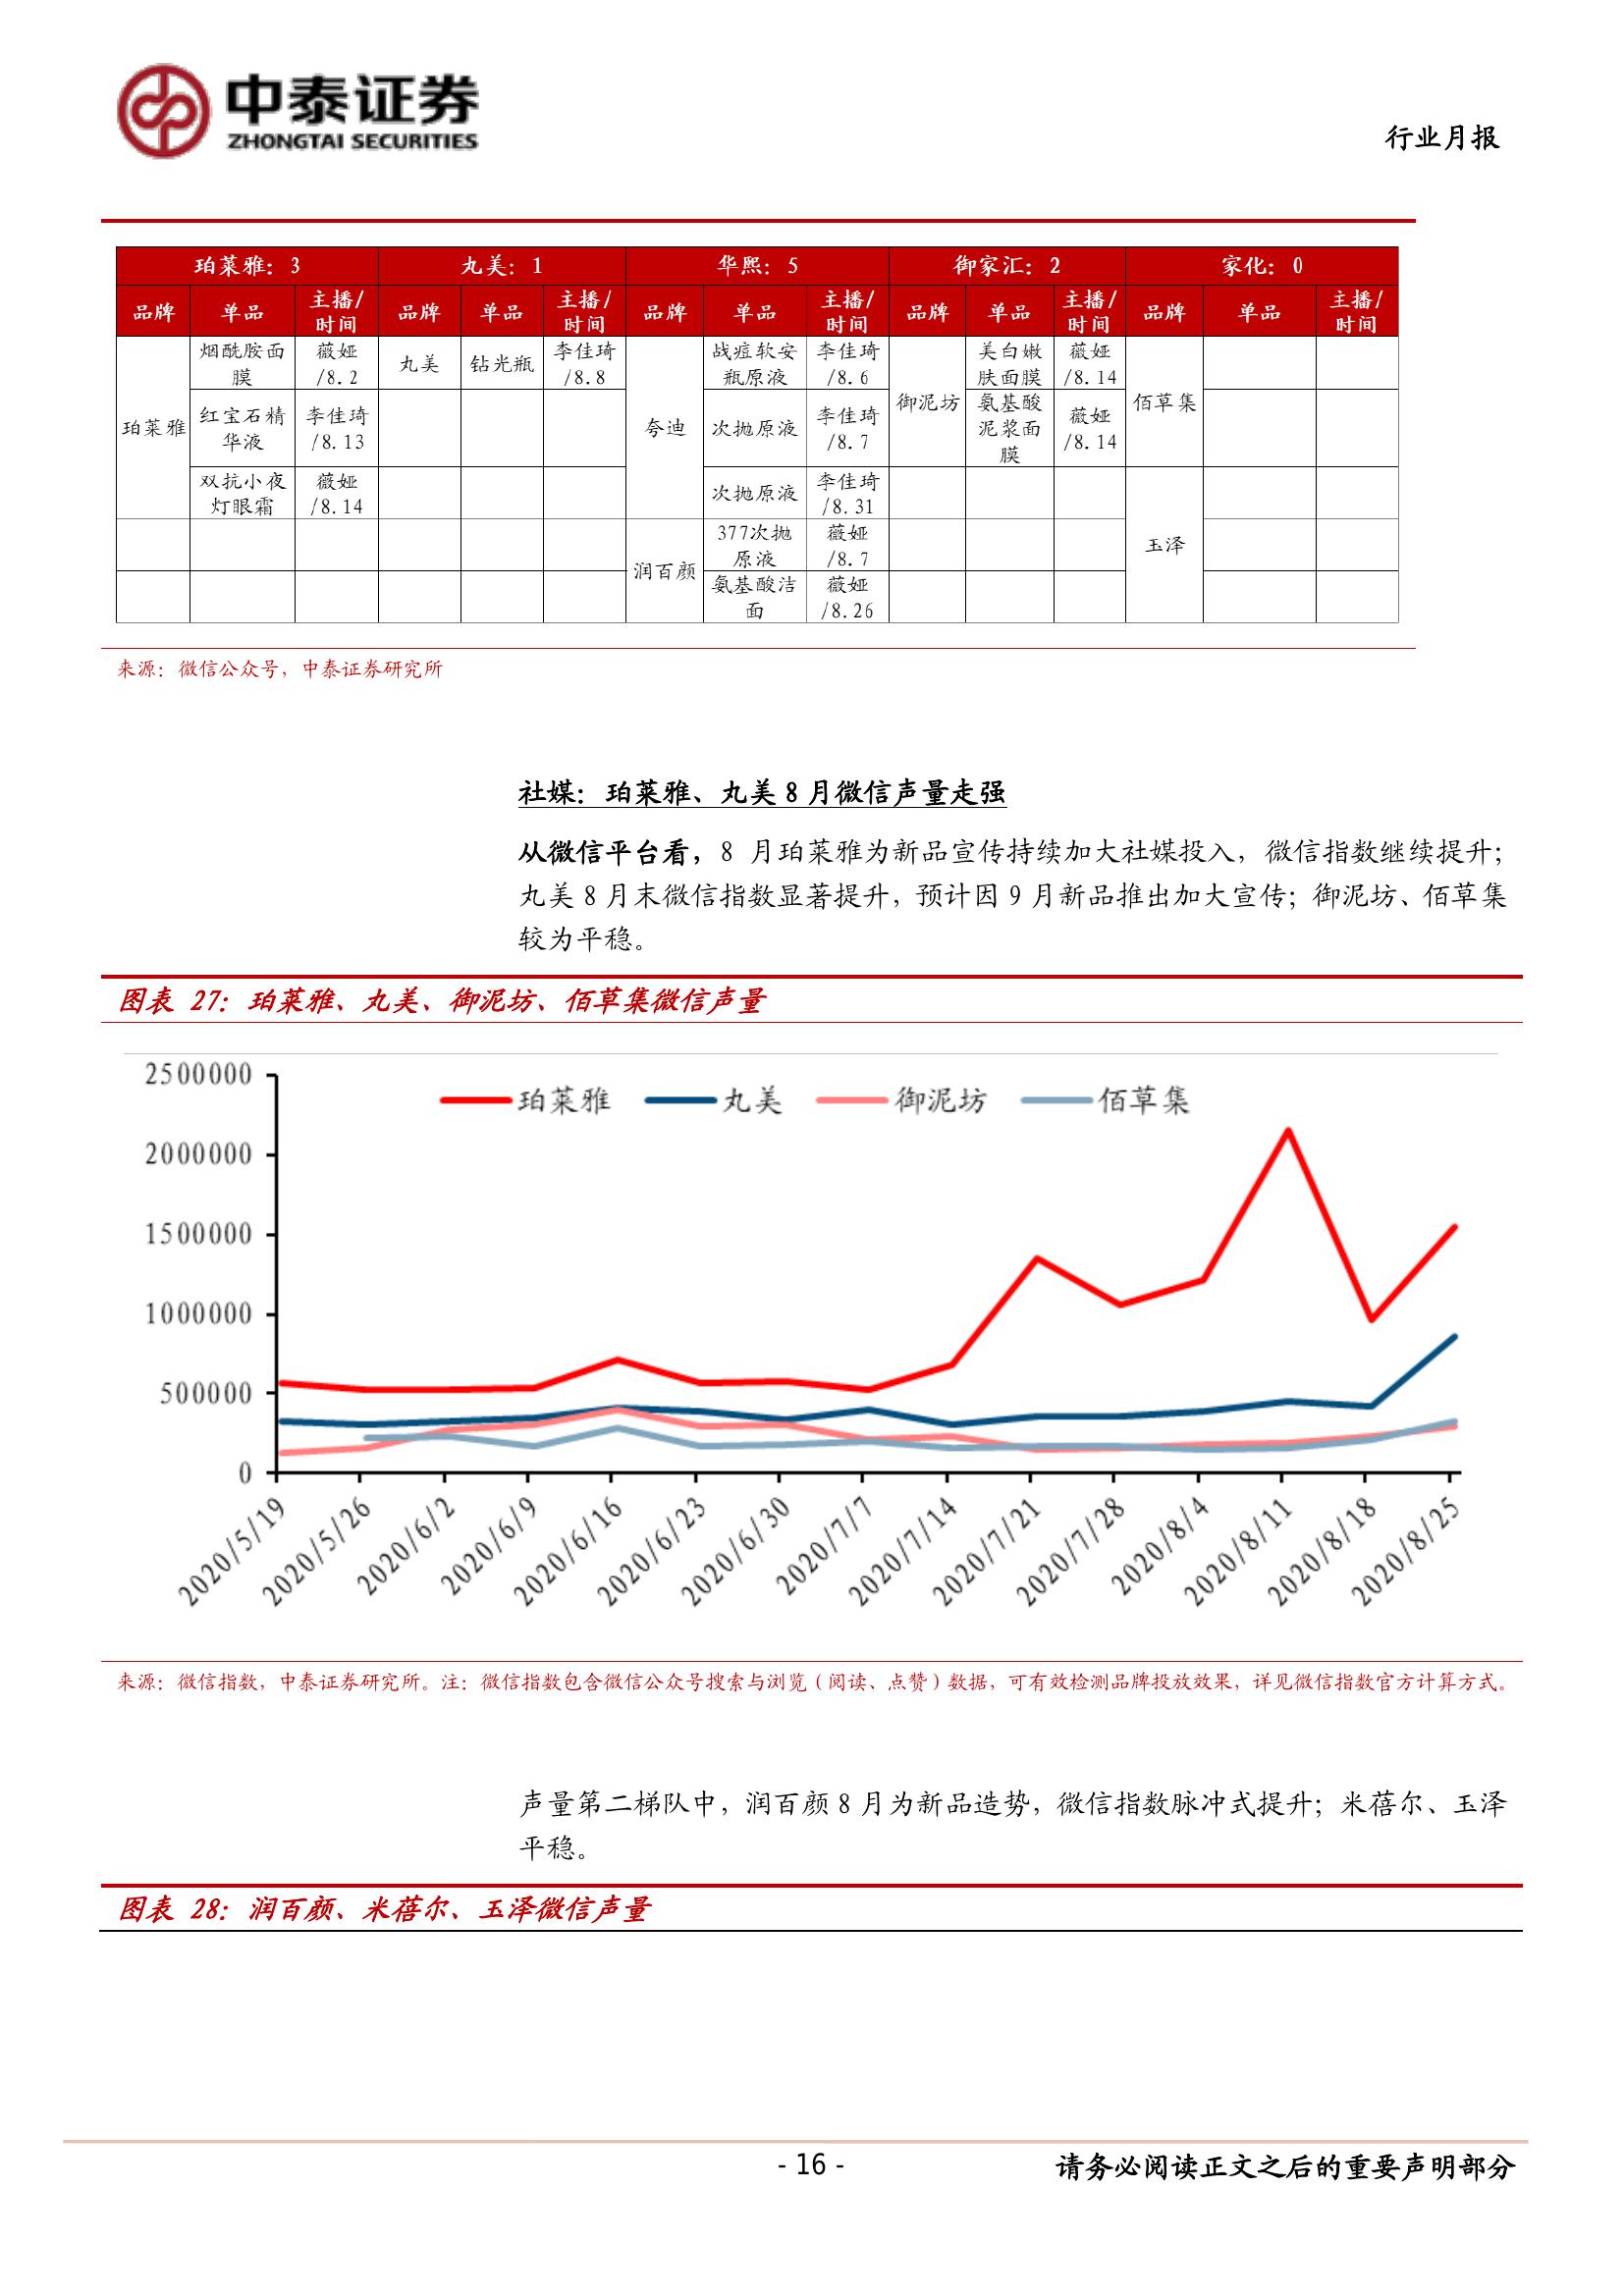 中泰证券
ZHONGTAI SECURITIES
行业月报
珀莱雅：3 丸美：1 华熙：5 御家汇：2 家化：0
品牌 单品 主播/时间 品牌 单品 主播/时间 品牌 单品 主播/时间 品牌 单品 主播/时间 品牌 单品 主播/时间
珀莱雅 烟酰胺面膜 薇娅/8.2 丸美 钻光瓶 李佳琦/8.8 夸迪 战痘软安瓶原液 李佳琦/8.6 御泥坊 美白嫩肤面膜 薇娅/8.14 佰草集
红宝石精华液 李佳琦/8.13 次抛原液 李佳琦/8.7 氨基酸泥浆面膜 薇娅/8.14
双抗小夜灯眼霜 薇娅/8.14 次抛原液 李佳琦/8.31 玉泽
润百颜 377次抛原液 薇娅/8.7
氨基酸洁面 薇娅/8.26
来源：微信公众号，中泰证券研究所
社媒：珀莱雅、丸美 8 月微信声量走强
从微信平台看，8 月珀莱雅为新品宣传持续加大社媒投入，微信指数继续提升；
丸美 8 月末微信指数显著提升，预计因 9 月新品推出加大宣传；御泥坊、佰草集
较为平稳。
图表 27：珀莱雅、丸美、御泥坊、佰草集微信声量
珀莱雅 丸美 御泥坊 佰草集
2500000
2000000
1500000
1000000
500000
0
2020/5/19 2020/5/26 2020/6/2 2020/6/9 2020/6/16 2020/6/23 2020/6/30 2020/7/7 2020/7/14 2020/7/21 2020/7/28 2020/8/4 2020/8/11 2020/8/18 2020/8/25
来源：微信指数，中泰证券研究所。注：微信指数包含微信公众号搜索与浏览（阅读、点赞）数据，可有效检测品牌投放效果，详见微信指数官方计算方式。
声量第二梯队中，润百颜 8 月为新品造势，微信指数脉冲式提升；米蓓尔、玉泽
平稳。
图表 28：润百颜、米蓓尔、玉泽微信声量
- 16 -
请务必阅读正文之后的重要声明部分